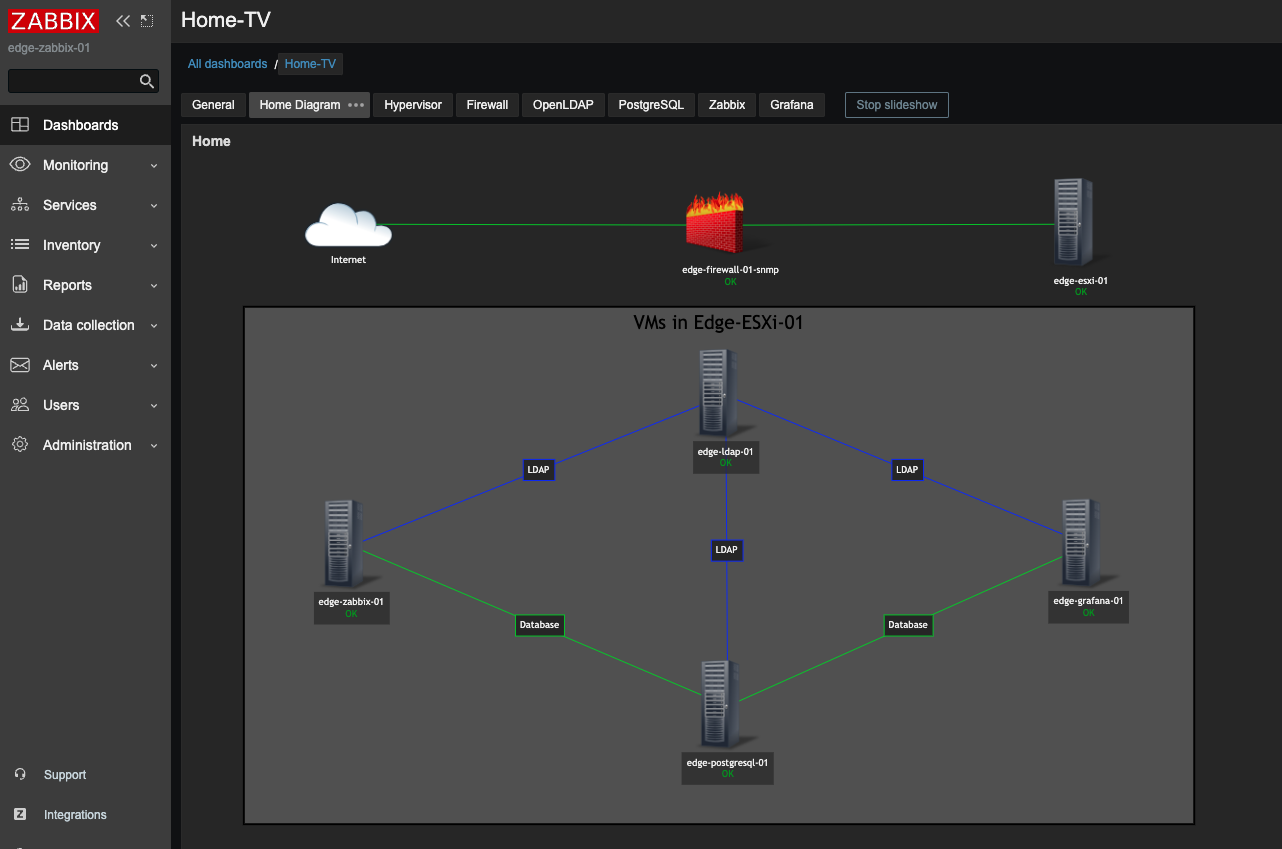 ZABBIX
edge-zabbix-01
Dashboards
Monitoring
Services
Inventory
Reports
Data collection
Alerts
Users
Administration
Support
Integrations
Home-TV
All dashboards / Home-TV
General Home Diagram Hypervisor Firewall OpenLDAP PostgreSQL Zabbix Grafana Stop slideshow
Home
Internet
edge-firewall-01-snmp
OK
edge-esxi-01
OK
VMs in Edge-ESXi-01
edge-ldap-01
OK
LDAP
LDAP
LDAP
edge-zabbix-01
OK
edge-grafana-01
OK
Database
Database
edge-postgresql-01
OK